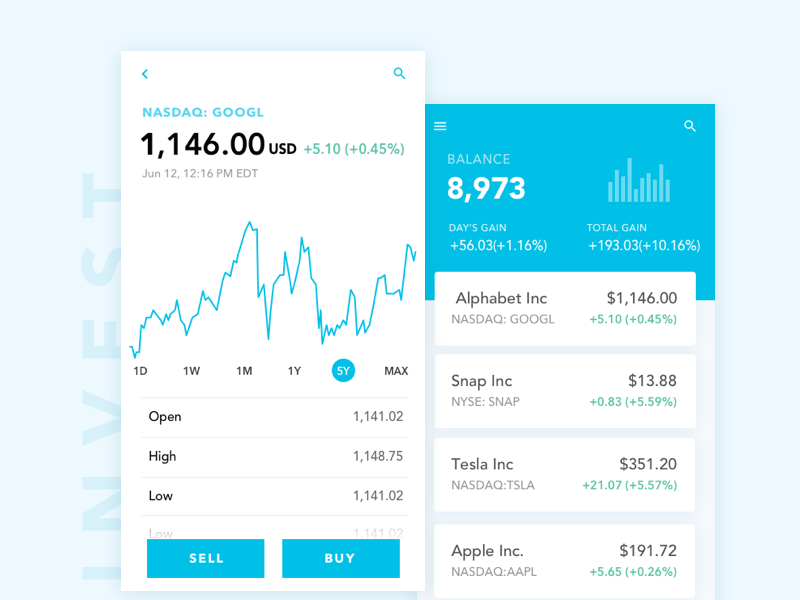 INVEST
NASDAQ: GOOGL
1,146.00 USD +5.10 (+0.45%)
Jun 12, 12:16 PM EDT
1D 1W 1M 1Y 5Y MAX
Open 1,141.02
High 1,148.75
Low 1,141.02
Low 1,141.02
SELL BUY
BALANCE
8,973
DAY'S GAIN TOTAL GAIN
+56.03(+1.16%) +193.03(+10.16%)
Alphabet Inc $1,146.00
NASDAQ: GOOGL +5.10 (+0.45%)
Snap Inc $13.88
NYSE: SNAP +0.83 (+5.59%)
Tesla Inc $351.20
NASDAQ:TSLA +21.07 (+5.57%)
Apple Inc. $191.72
NASDAQ:AAPL +5.65 (+0.26%)